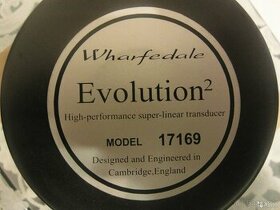 Wharfedale
Evolution²
High-performance super-linear transducer
MODEL 17169
Designed and Engineered in
Cambridge,England